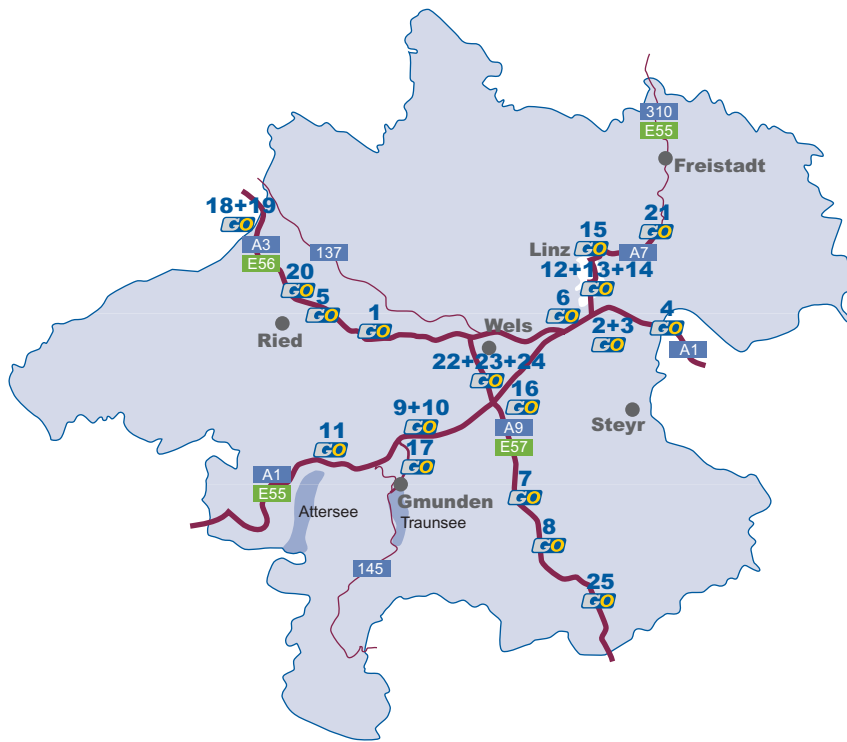 310
E55
Freistadt
18+19
GO
21
GO
15
GO
Linz
A7
A3
E56
137
12+13+14
GO
20
GO
5
GO
1
GO
6
GO
4
GO
2+3
GO
A1
Ried
Wels
22+23+24
GO
16
GO
Steyr
9+10
GO
A9
E57
11
GO
17
GO
A1
E55
Attersee
Gmunden
Traunsee
7
GO
8
GO
145
25
GO